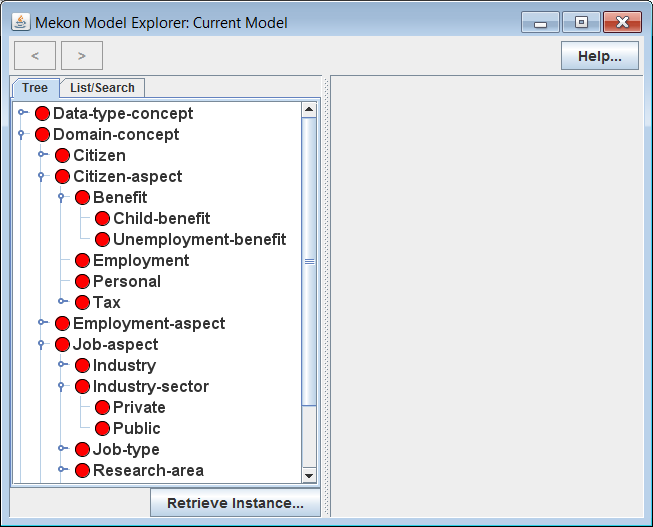 Mekon Model Explorer: Current Model
< >
Help...
Tree List/Search
Data-type-concept
Domain-concept
Citizen
Citizen-aspect
Benefit
Child-benefit
Unemployment-benefit
Employment
Personal
Tax
Employment-aspect
Job-aspect
Industry
Industry-sector
Private
Public
Job-type
Research-area
Retrieve Instance...